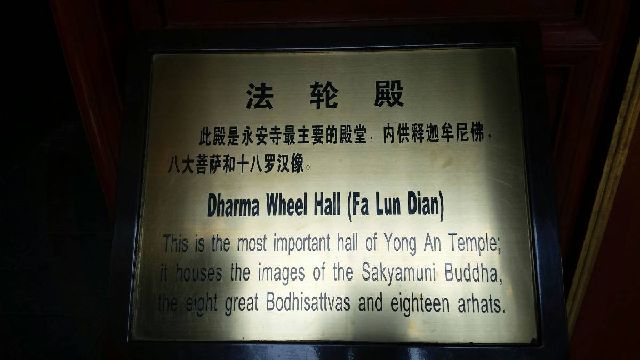 法轮殿
此殿是永安寺最主要的殿堂．内供释迦牟尼佛．
八大菩萨和十八罗汉像。
Dharma Wheel Hall (Fa Lun Dian)
This is the most important hall of Yong An Temple;
it houses the images of the Sakyamuni Buddha,
the eight great Bodhisattvas and eighteen arhats.